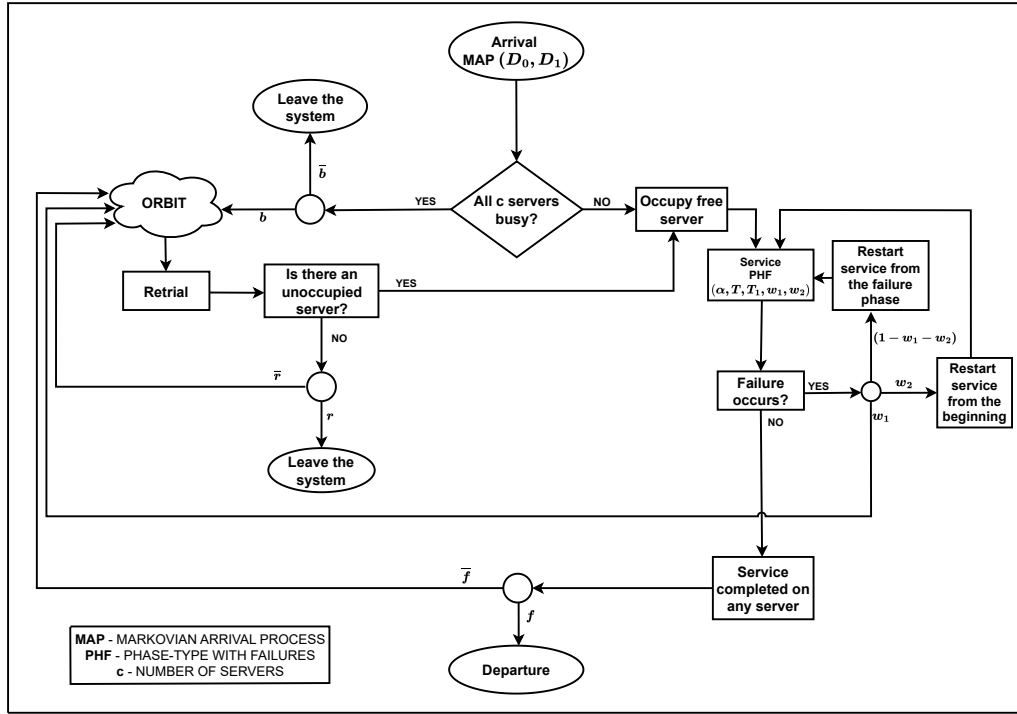 Arrival
MAP (D₀, D₁)
Leave the
system
b̅
ORBIT
b
YES
All c servers
busy?
NO
Occupy free
server
Retrial
Is there an
unoccupied
server?
YES
NO
Service
PHF
(α, T, T₁, w₁, w₂)
Restart
service from
the failure
phase
(1 − w₁ − w₂)
r̅
r
Leave the
system
Failure
occurs?
YES
NO
w₂
w₁
Restart
service
from the
beginning
f̅
f
Service
completed on
any server
Departure
MAP - MARKOVIAN ARRIVAL PROCESS
PHF - PHASE-TYPE WITH FAILURES
c - NUMBER OF SERVERS